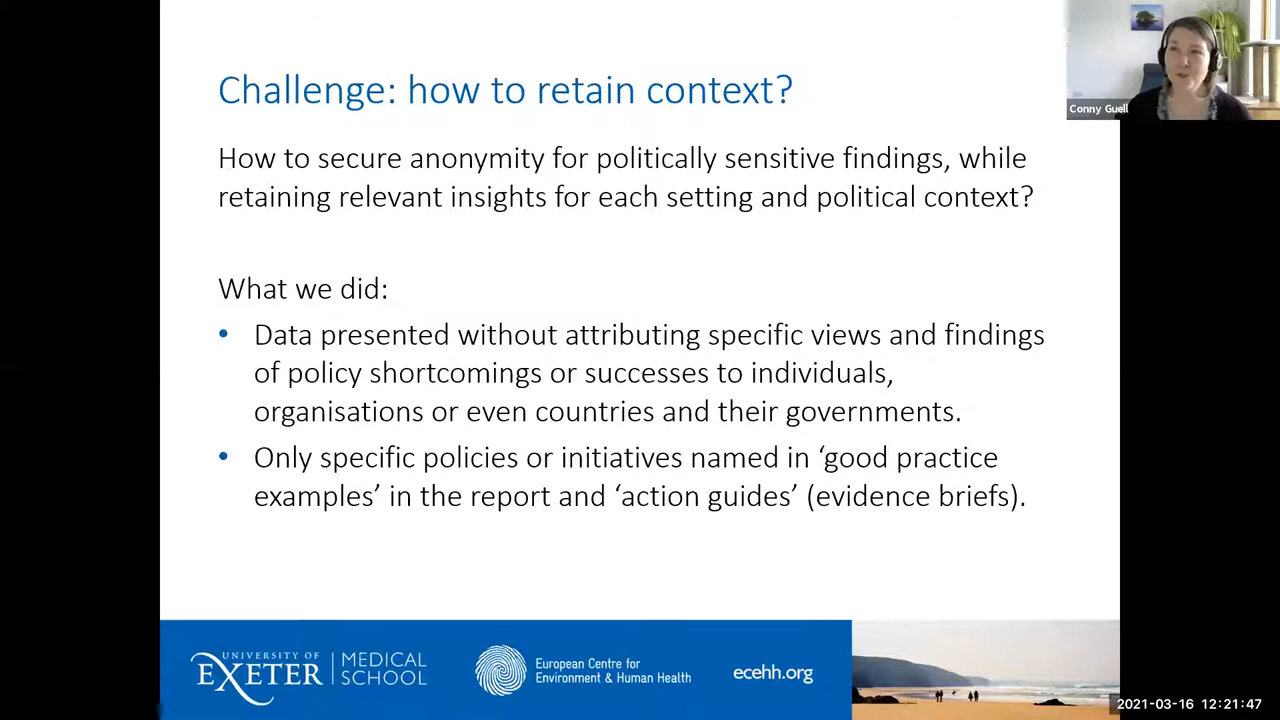 Challenge: how to retain context?
Conny Guell
How to secure anonymity for politically sensitive findings, while
retaining relevant insights for each setting and political context?
What we did:
• Data presented without attributing specific views and findings
of policy shortcomings or successes to individuals,
organisations or even countries and their governments.
• Only specific policies or initiatives named in ‘good practice
examples’ in the report and ‘action guides’ (evidence briefs).
UNIVERSITY OF
EXETER
MEDICAL
SCHOOL
European Centre for
Environment & Human Health
ecehh.org
2021-03-16 12:21:47